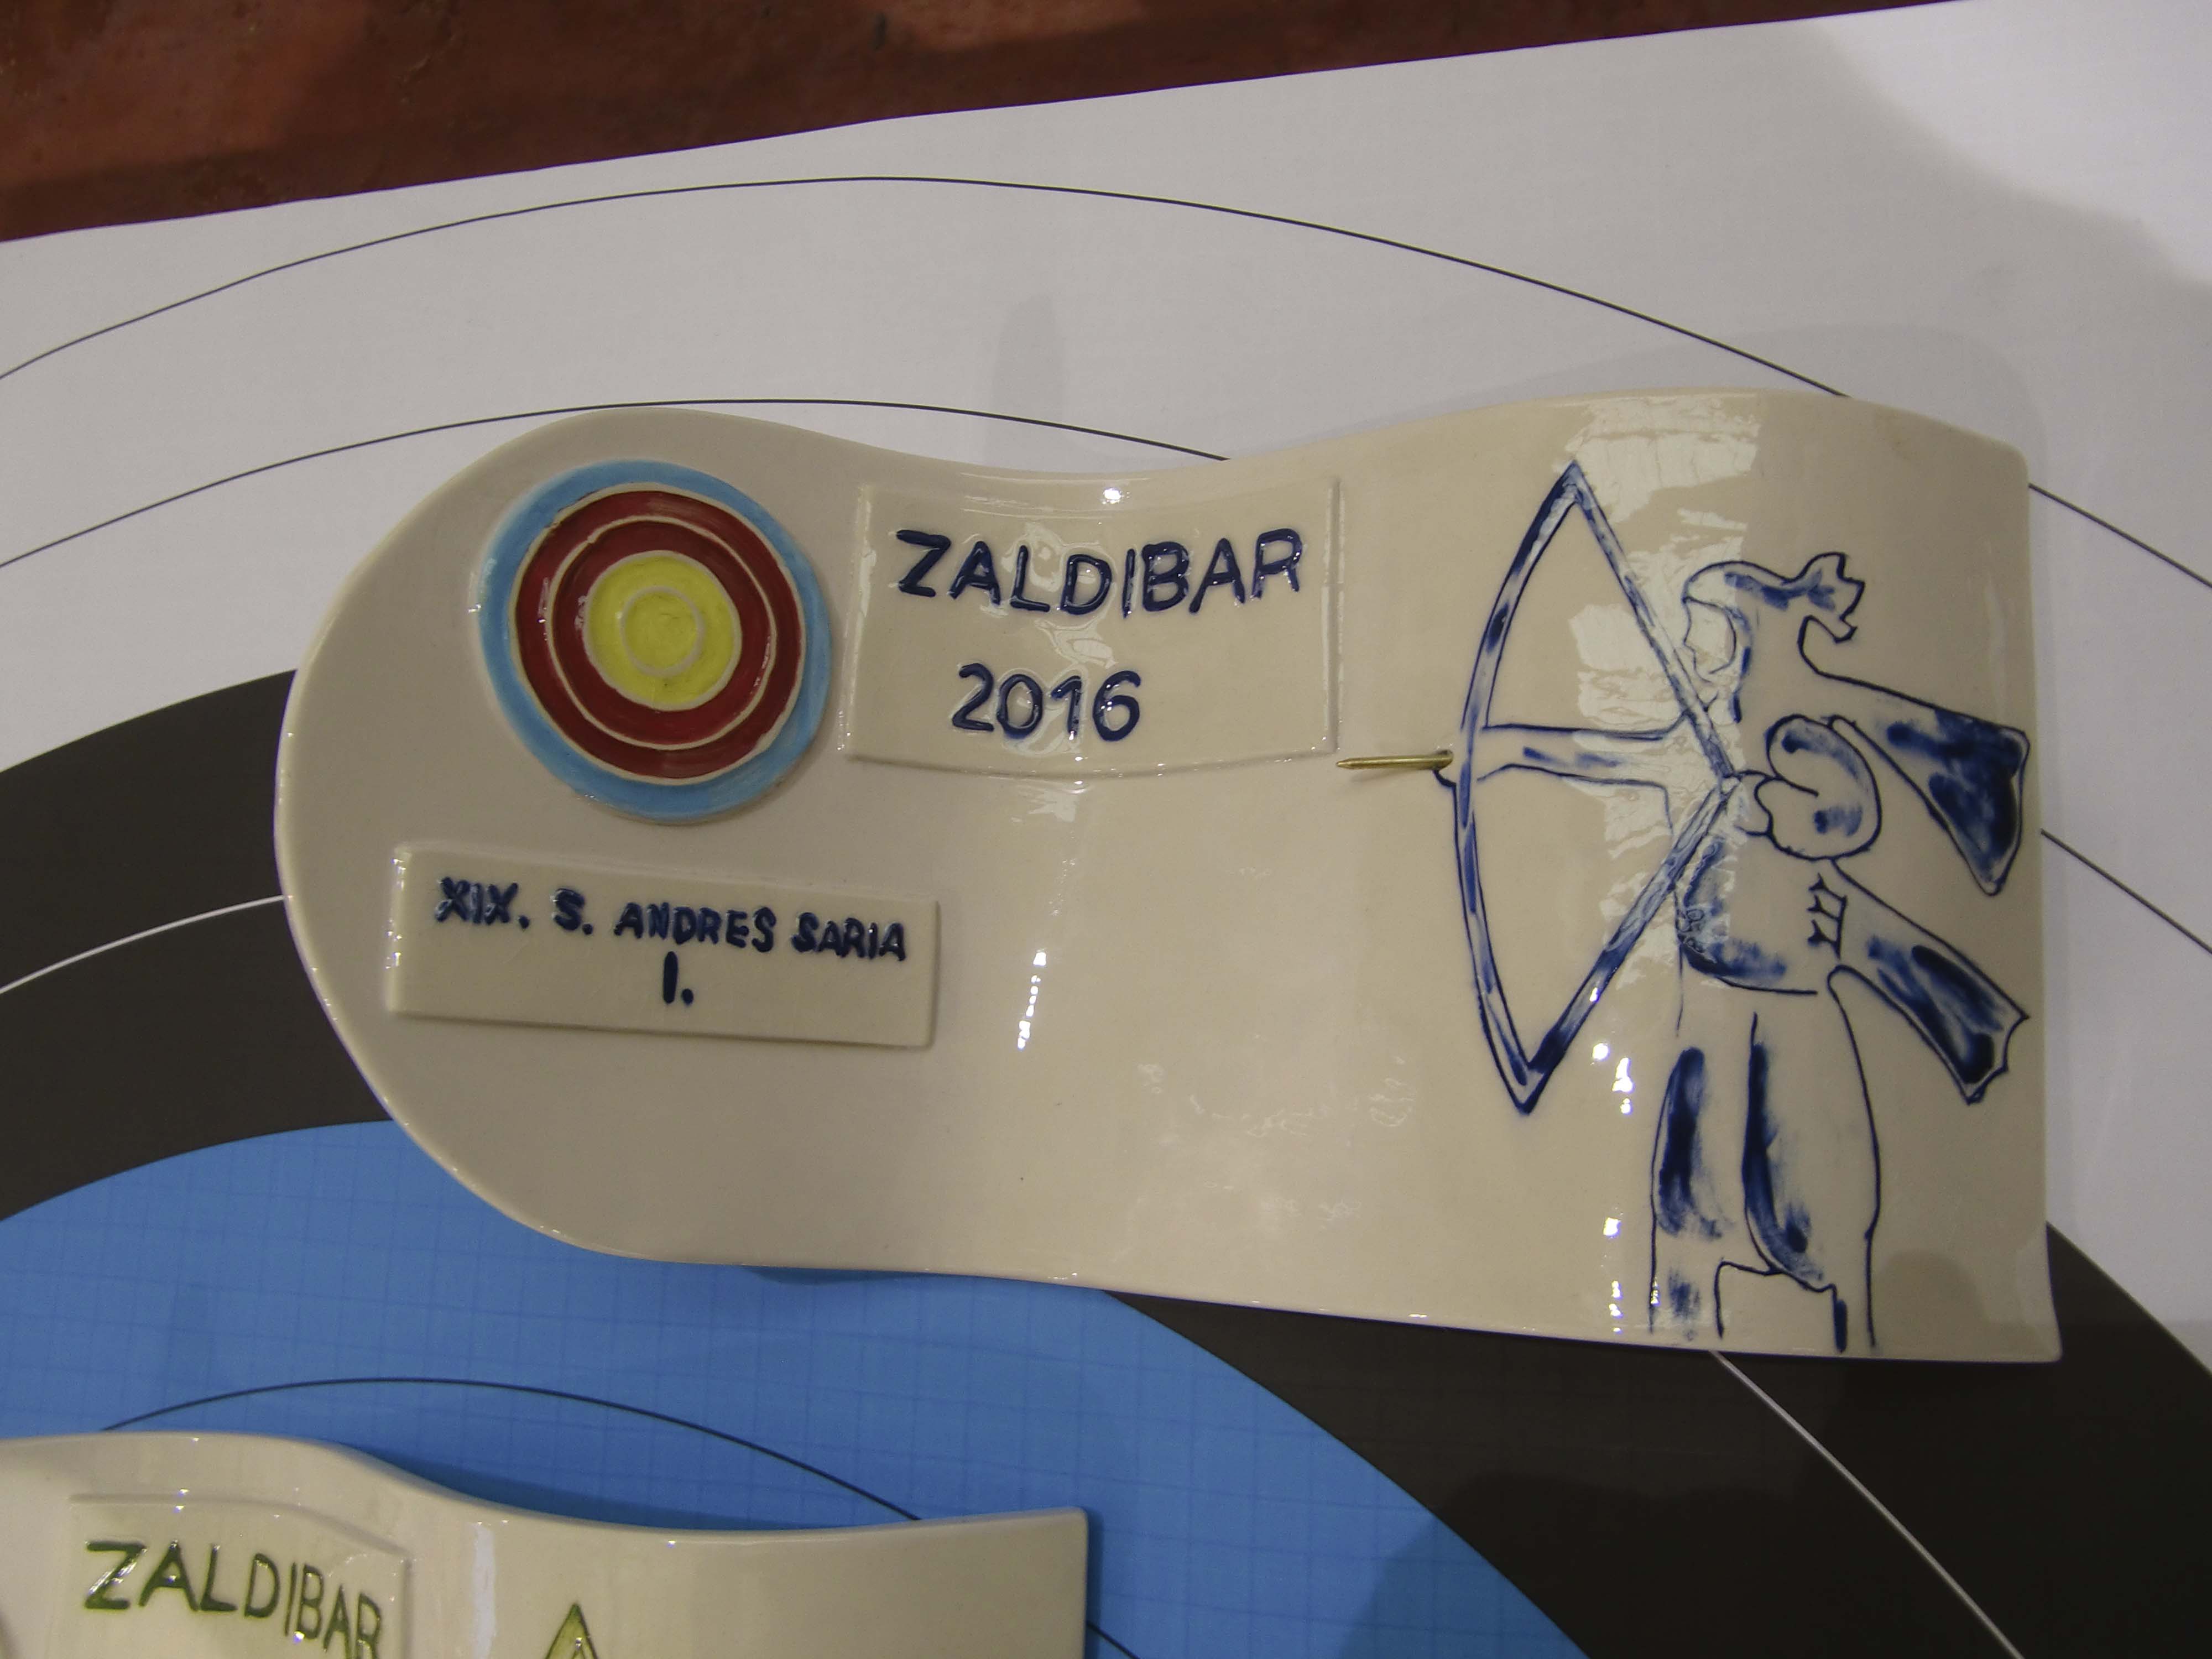 ZALDIBAR
2016
XIX. S. ANDRES SARIA
I.
ZALDIBAR